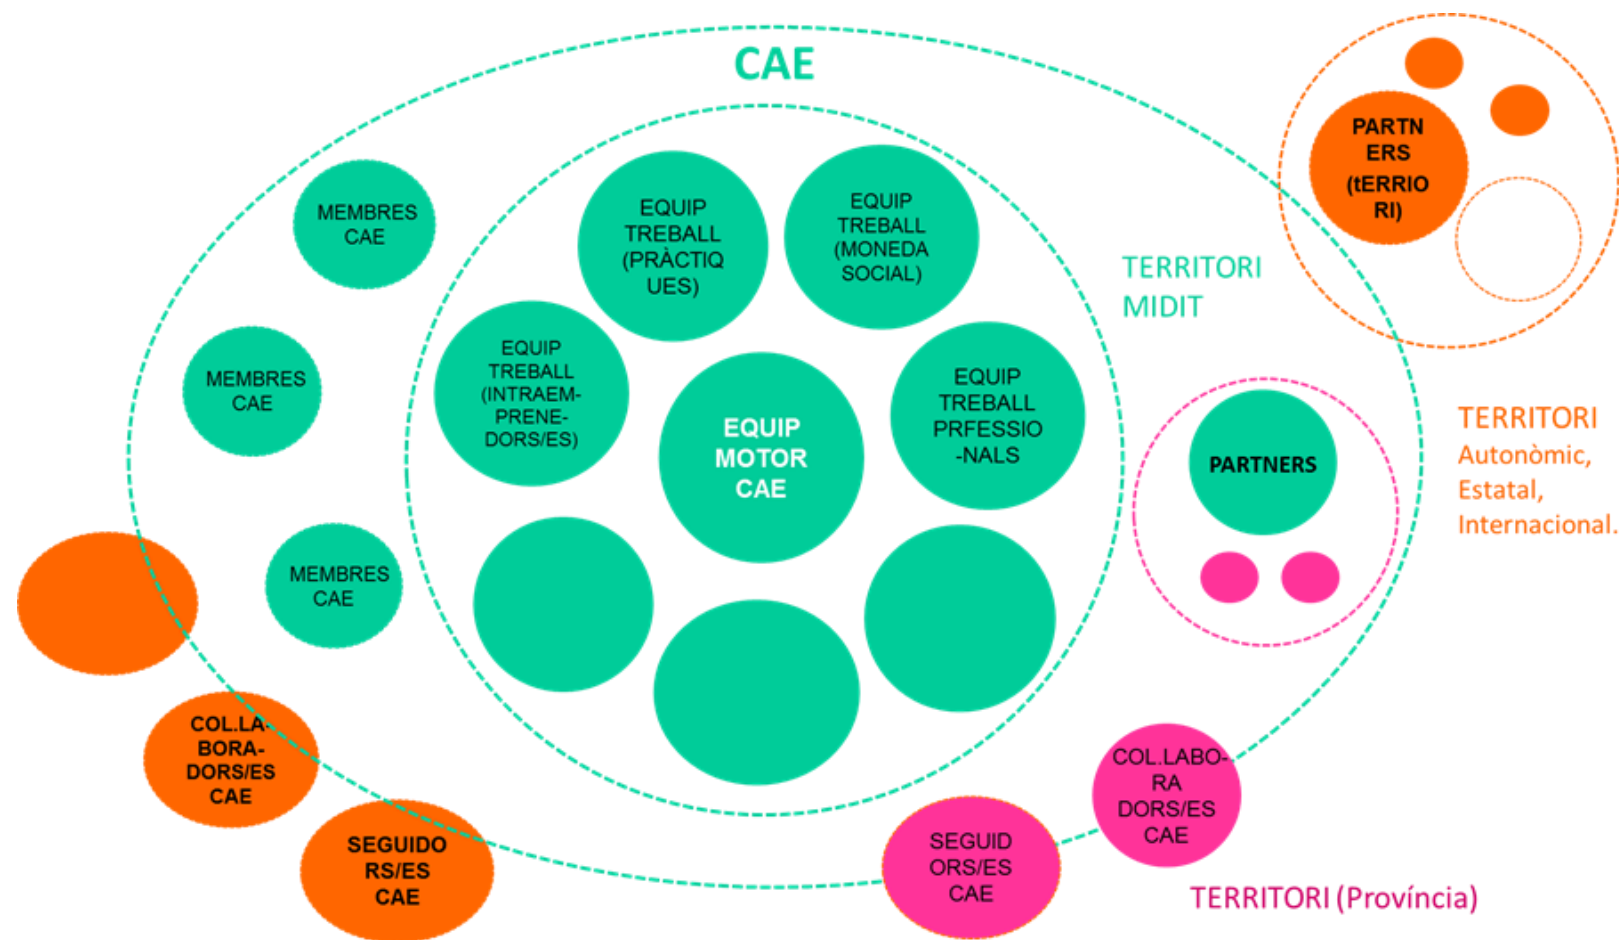 CAE
PARTN
ERS
(tERRIO
RI)
MEMBRES
CAE
EQUIP
TREBALL
(PRÀCTIQ
UES)
EQUIP
TREBALL
(MONEDA
SOCIAL)
TERRITORI
MIDIT
MEMBRES
CAE
EQUIP
TREBALL
(INTRAEM-
PRENE-
DORS/ES)
EQUIP
MOTOR
CAE
EQUIP
TREBALL
PRFESSIO
-NALS
PARTNERS
TERRITORI
Autonòmic,
Estatal,
Internacional.
MEMBRES
CAE
COL.LA-
BORA-
DORS/ES
CAE
SEGUIDO
RS/ES
CAE
SEGUID
ORS/ES
CAE
COL.LABO-
RA
DORS/ES
CAE
TERRITORI (Província)